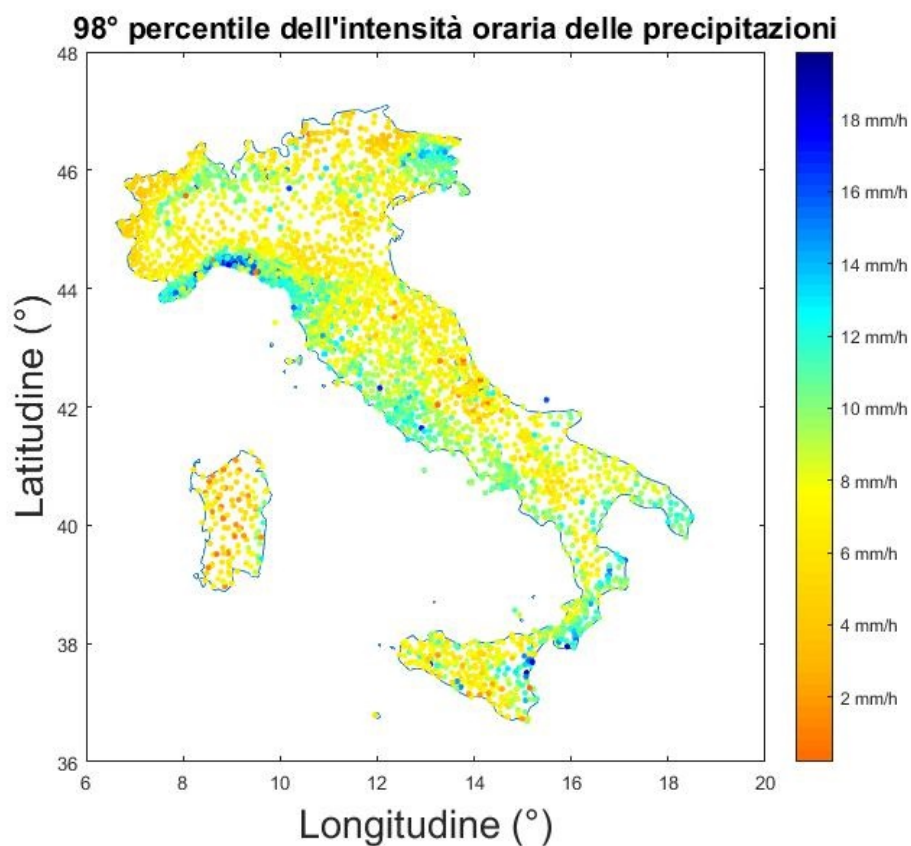 98° percentile dell'intensità oraria delle precipitazioni
48
46
44
42
40
38
36
6
8
10
12
14
16
18
20
Latitudine (°)
Longitudine (°)
18 mm/h
16 mm/h
14 mm/h
12 mm/h
10 mm/h
8 mm/h
6 mm/h
4 mm/h
2 mm/h